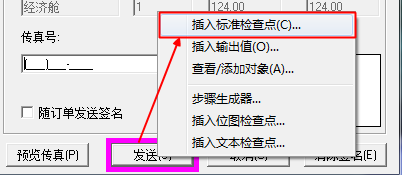 经济舱 1 124.00 124.00
传真号:
(___)___-____
插入标准检查点(C)...
插入输出值(O)...
查看/添加对象(A)...
步骤生成器...
插入位图检查点...
插入文本检查点...
随订单发送签名
预览传真(P) 发送(S) 取消(C) 清除签名(E)